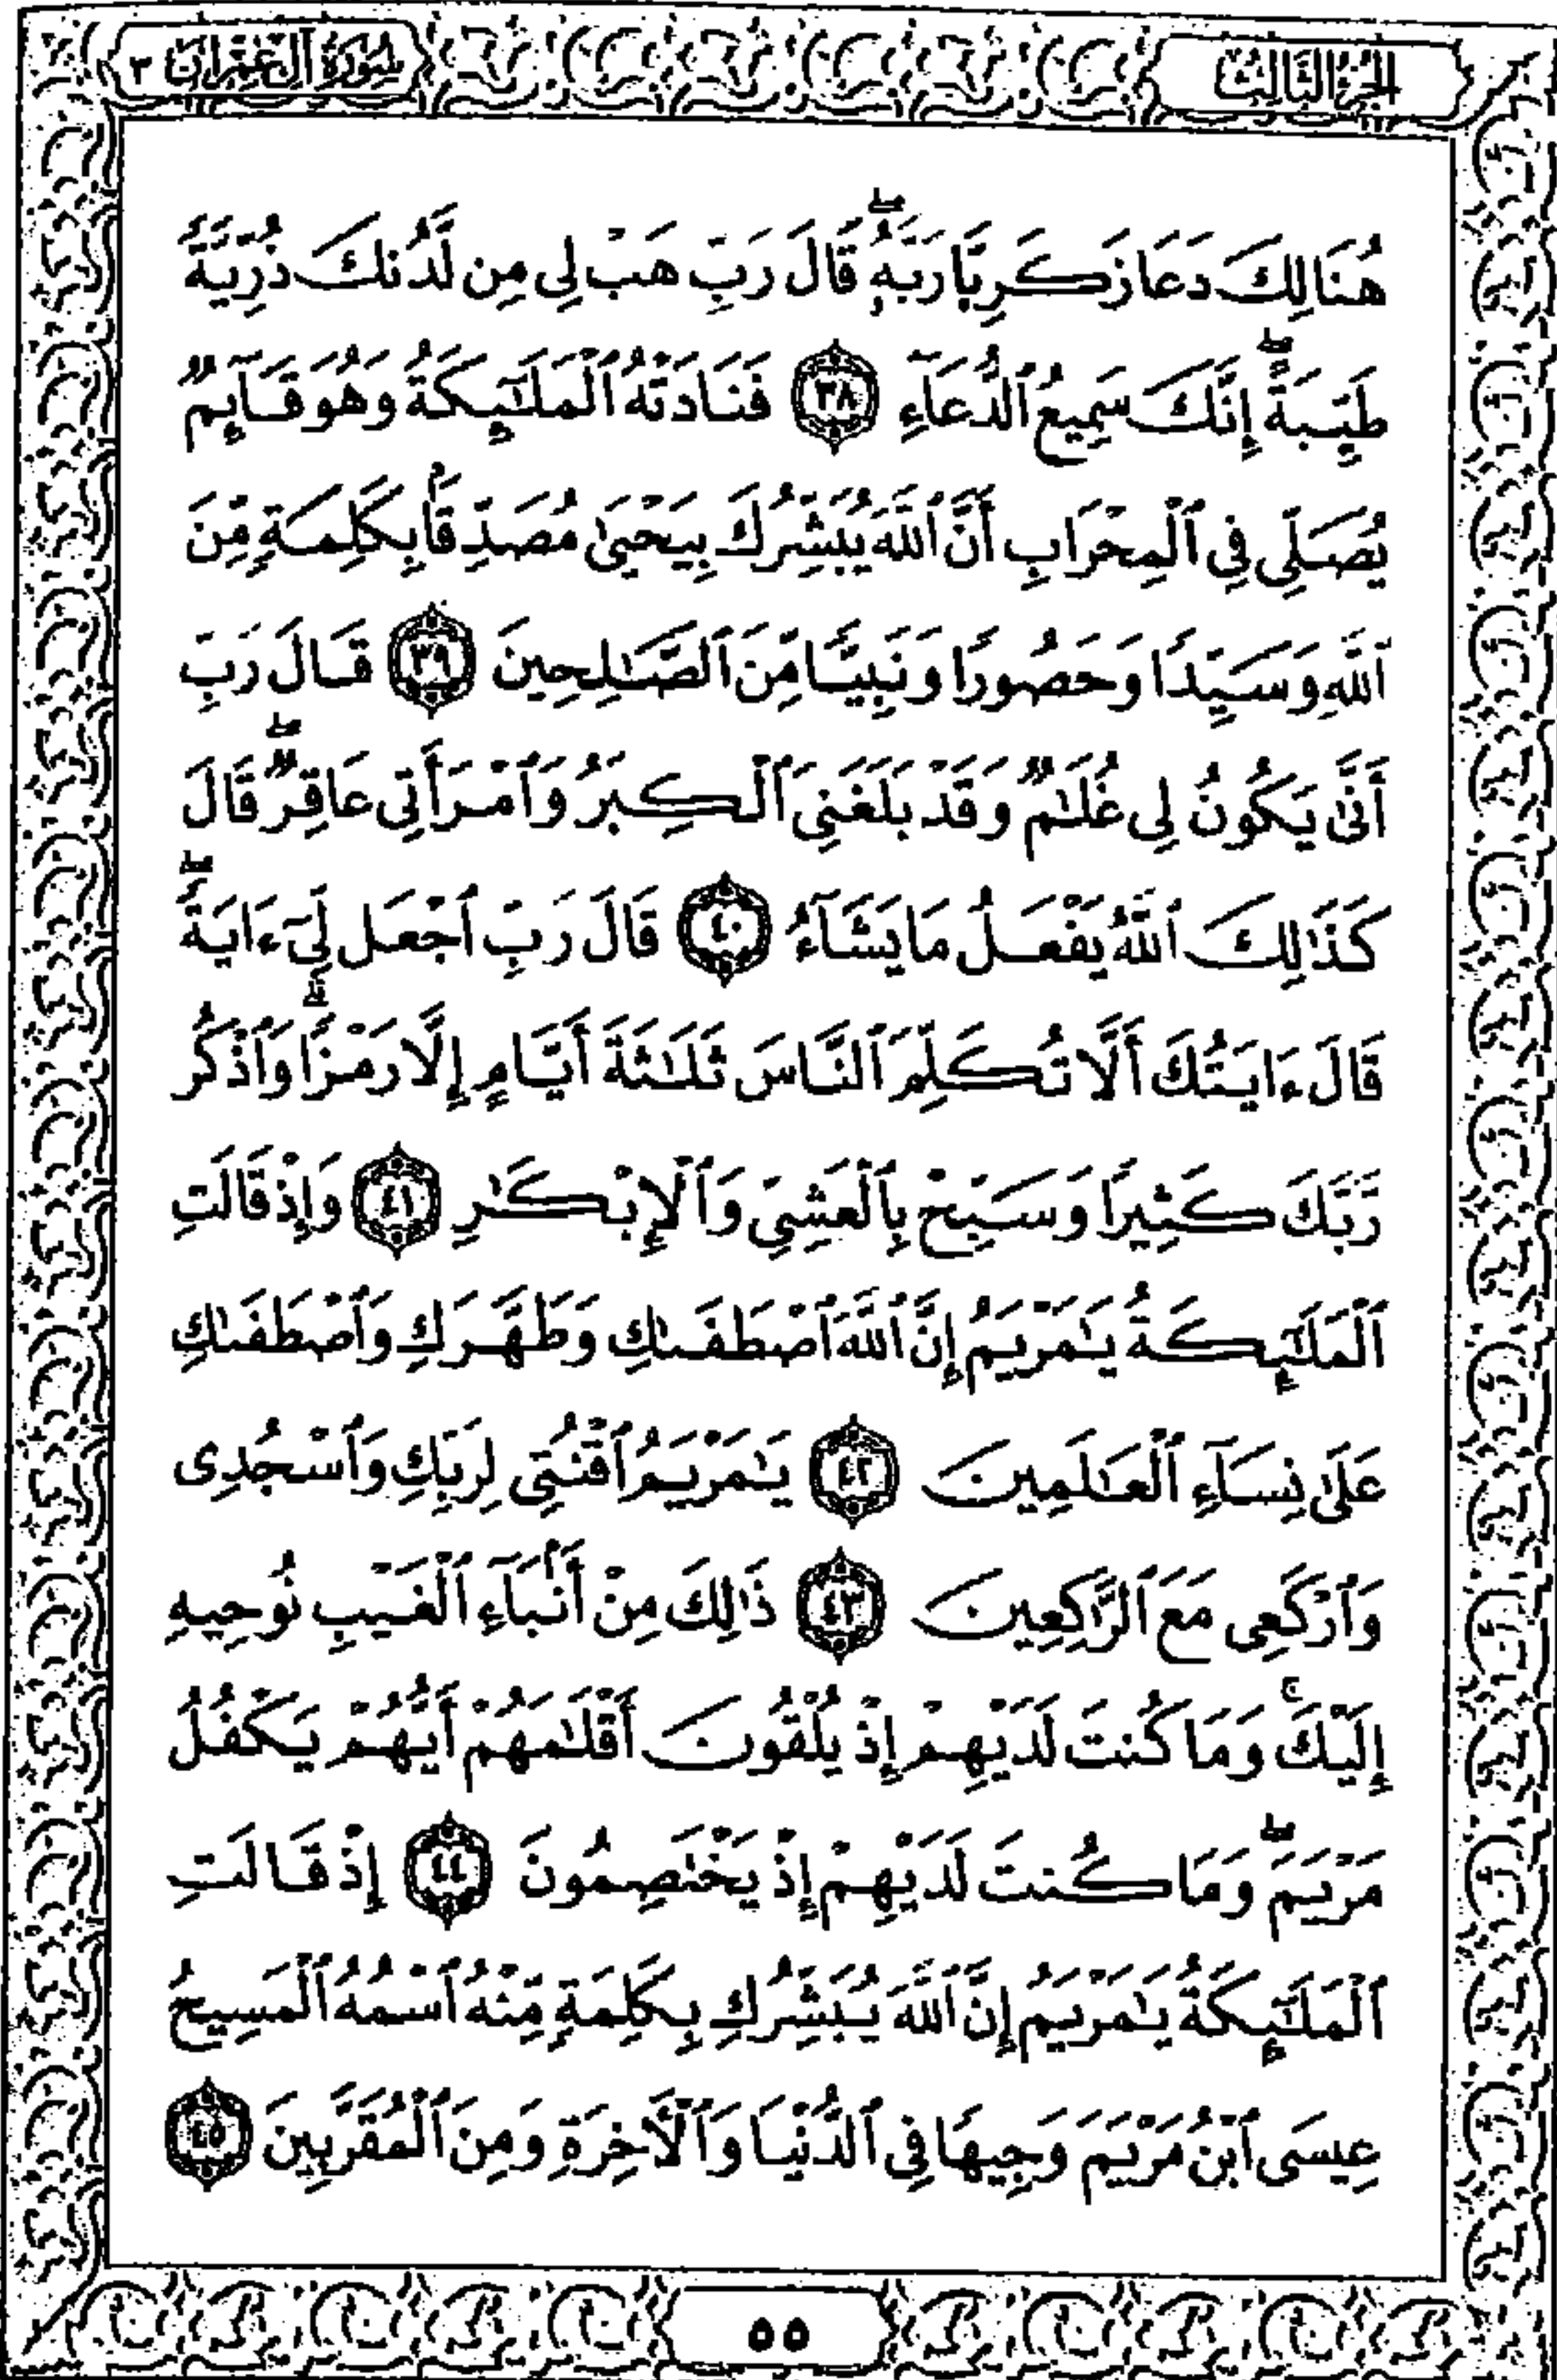 الجزء الثالث
سورة آل عمران ٣
هُنَالِكَ دَعَا زَكَرِيَّا رَبَّهُۥۖ قَالَ رَبِّ هَبْ لِى مِن لَّدُنكَ ذُرِّيَّةً
طَيِّبَةًۖ إِنَّكَ سَمِيعُ ٱلدُّعَآءِ ٣٨ فَنَادَتْهُ ٱلْمَلَٰٓئِكَةُ وَهُوَ قَآئِمٌ
يُصَلِّى فِى ٱلْمِحْرَابِ أَنَّ ٱللَّهَ يُبَشِّرُكَ بِيَحْيَىٰ مُصَدِّقًۢا بِكَلِمَةٍ مِّنَ
ٱللَّهِ وَسَيِّدًا وَحَصُورًا وَنَبِيًّا مِّنَ ٱلصَّٰلِحِينَ ٣٩ قَالَ رَبِّ
أَنَّىٰ يَكُونُ لِى غُلَٰمٌ وَقَدْ بَلَغَنِىَ ٱلْكِبَرُ وَٱمْرَأَتِى عَاقِرٌۖ قَالَ
كَذَٰلِكَ ٱللَّهُ يَفْعَلُ مَا يَشَآءُ ٤٠ قَالَ رَبِّ ٱجْعَل لِّىٓ ءَايَةًۖ
قَالَ ءَايَتُكَ أَلَّا تُكَلِّمَ ٱلنَّاسَ ثَلَٰثَةَ أَيَّامٍ إِلَّا رَمْزًاۗ وَٱذْكُر
رَّبَّكَ كَثِيرًا وَسَبِّحْ بِٱلْعَشِىِّ وَٱلْإِبْكَٰرِ ٤١ وَإِذْ قَالَتِ
ٱلْمَلَٰٓئِكَةُ يَٰمَرْيَمُ إِنَّ ٱللَّهَ ٱصْطَفَىٰكِ وَطَهَّرَكِ وَٱصْطَفَىٰكِ
عَلَىٰ نِسَآءِ ٱلْعَٰلَمِينَ ٤٢ يَٰمَرْيَمُ ٱقْنُتِى لِرَبِّكِ وَٱسْجُدِى
وَٱرْكَعِى مَعَ ٱلرَّٰكِعِينَ ٤٣ ذَٰلِكَ مِنْ أَنۢبَآءِ ٱلْغَيْبِ نُوحِيهِ
إِلَيْكَۚ وَمَا كُنتَ لَدَيْهِمْ إِذْ يُلْقُونَ أَقْلَٰمَهُمْ أَيُّهُمْ يَكْفُلُ
مَرْيَمَۖ وَمَا كُنتَ لَدَيْهِمْ إِذْ يَخْتَصِمُونَ ٤٤ إِذْ قَالَتِ
ٱلْمَلَٰٓئِكَةُ يَٰمَرْيَمُ إِنَّ ٱللَّهَ يُبَشِّرُكِ بِكَلِمَةٍ مِّنْهُ ٱسْمُهُ ٱلْمَسِيحُ
عِيسَى ٱبْنُ مَرْيَمَ وَجِيهًا فِى ٱلدُّنْيَا وَٱلْءَاخِرَةِ وَمِنَ ٱلْمُقَرَّبِينَ ٤٥
٥٥